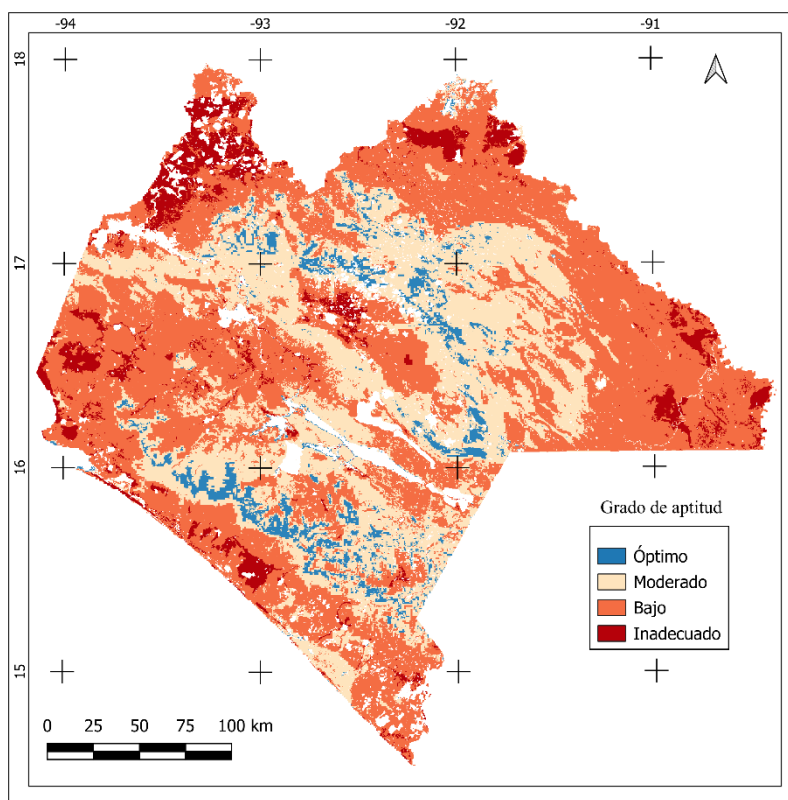 -94 -93 -92 -91
18
17
16
15
Grado de aptitud
Óptimo
Moderado
Bajo
Inadecuado
0 25 50 75 100 km